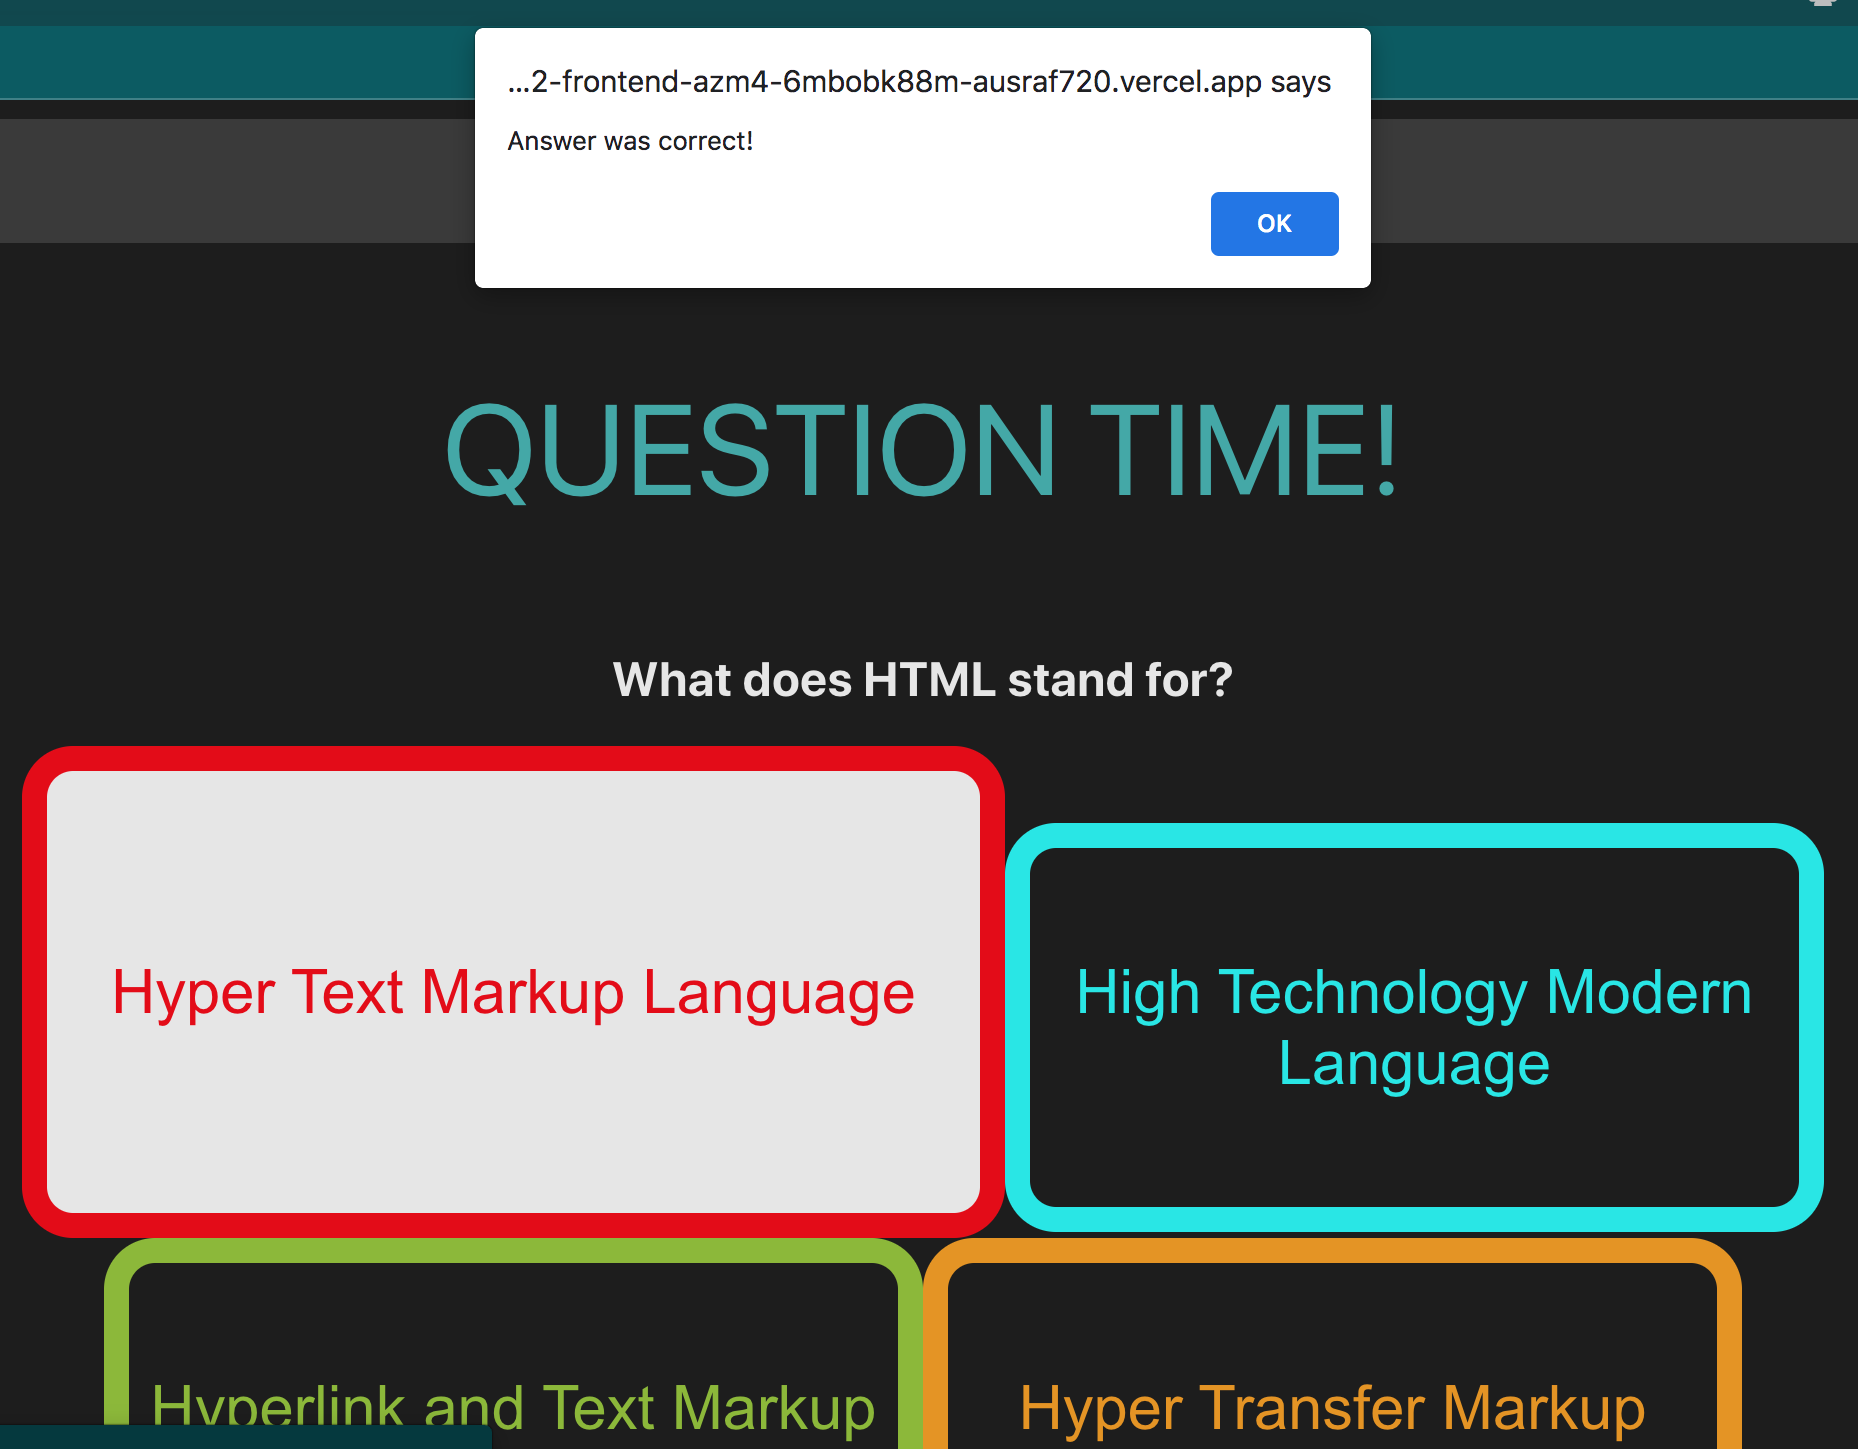 ...2-frontend-azm4-6mbobk88m-ausraf720.vercel.app says
Answer was correct!
OK
QUESTION TIME!
What does HTML stand for?
Hyper Text Markup Language
High Technology Modern
Language
Hyperlink and Text Markup
Hyper Transfer Markup